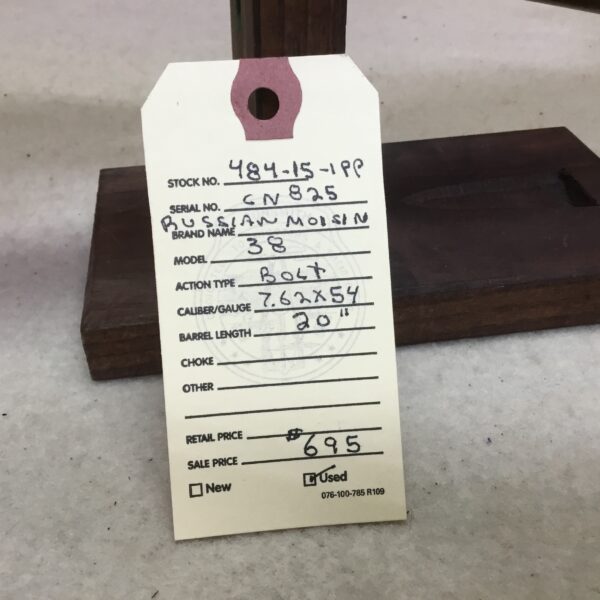 STOCK NO. 484-15-1PP
SERIAL NO. GN825
RUSSIAN MOISIN
BRAND NAME
MODEL 38
ACTION TYPE BOLT
CALIBER/GAUGE 7.62X54
BARREL LENGTH 20"
CHOKE
OTHER
RETAIL PRICE
SALE PRICE $695
New Used
076-100-785 R109